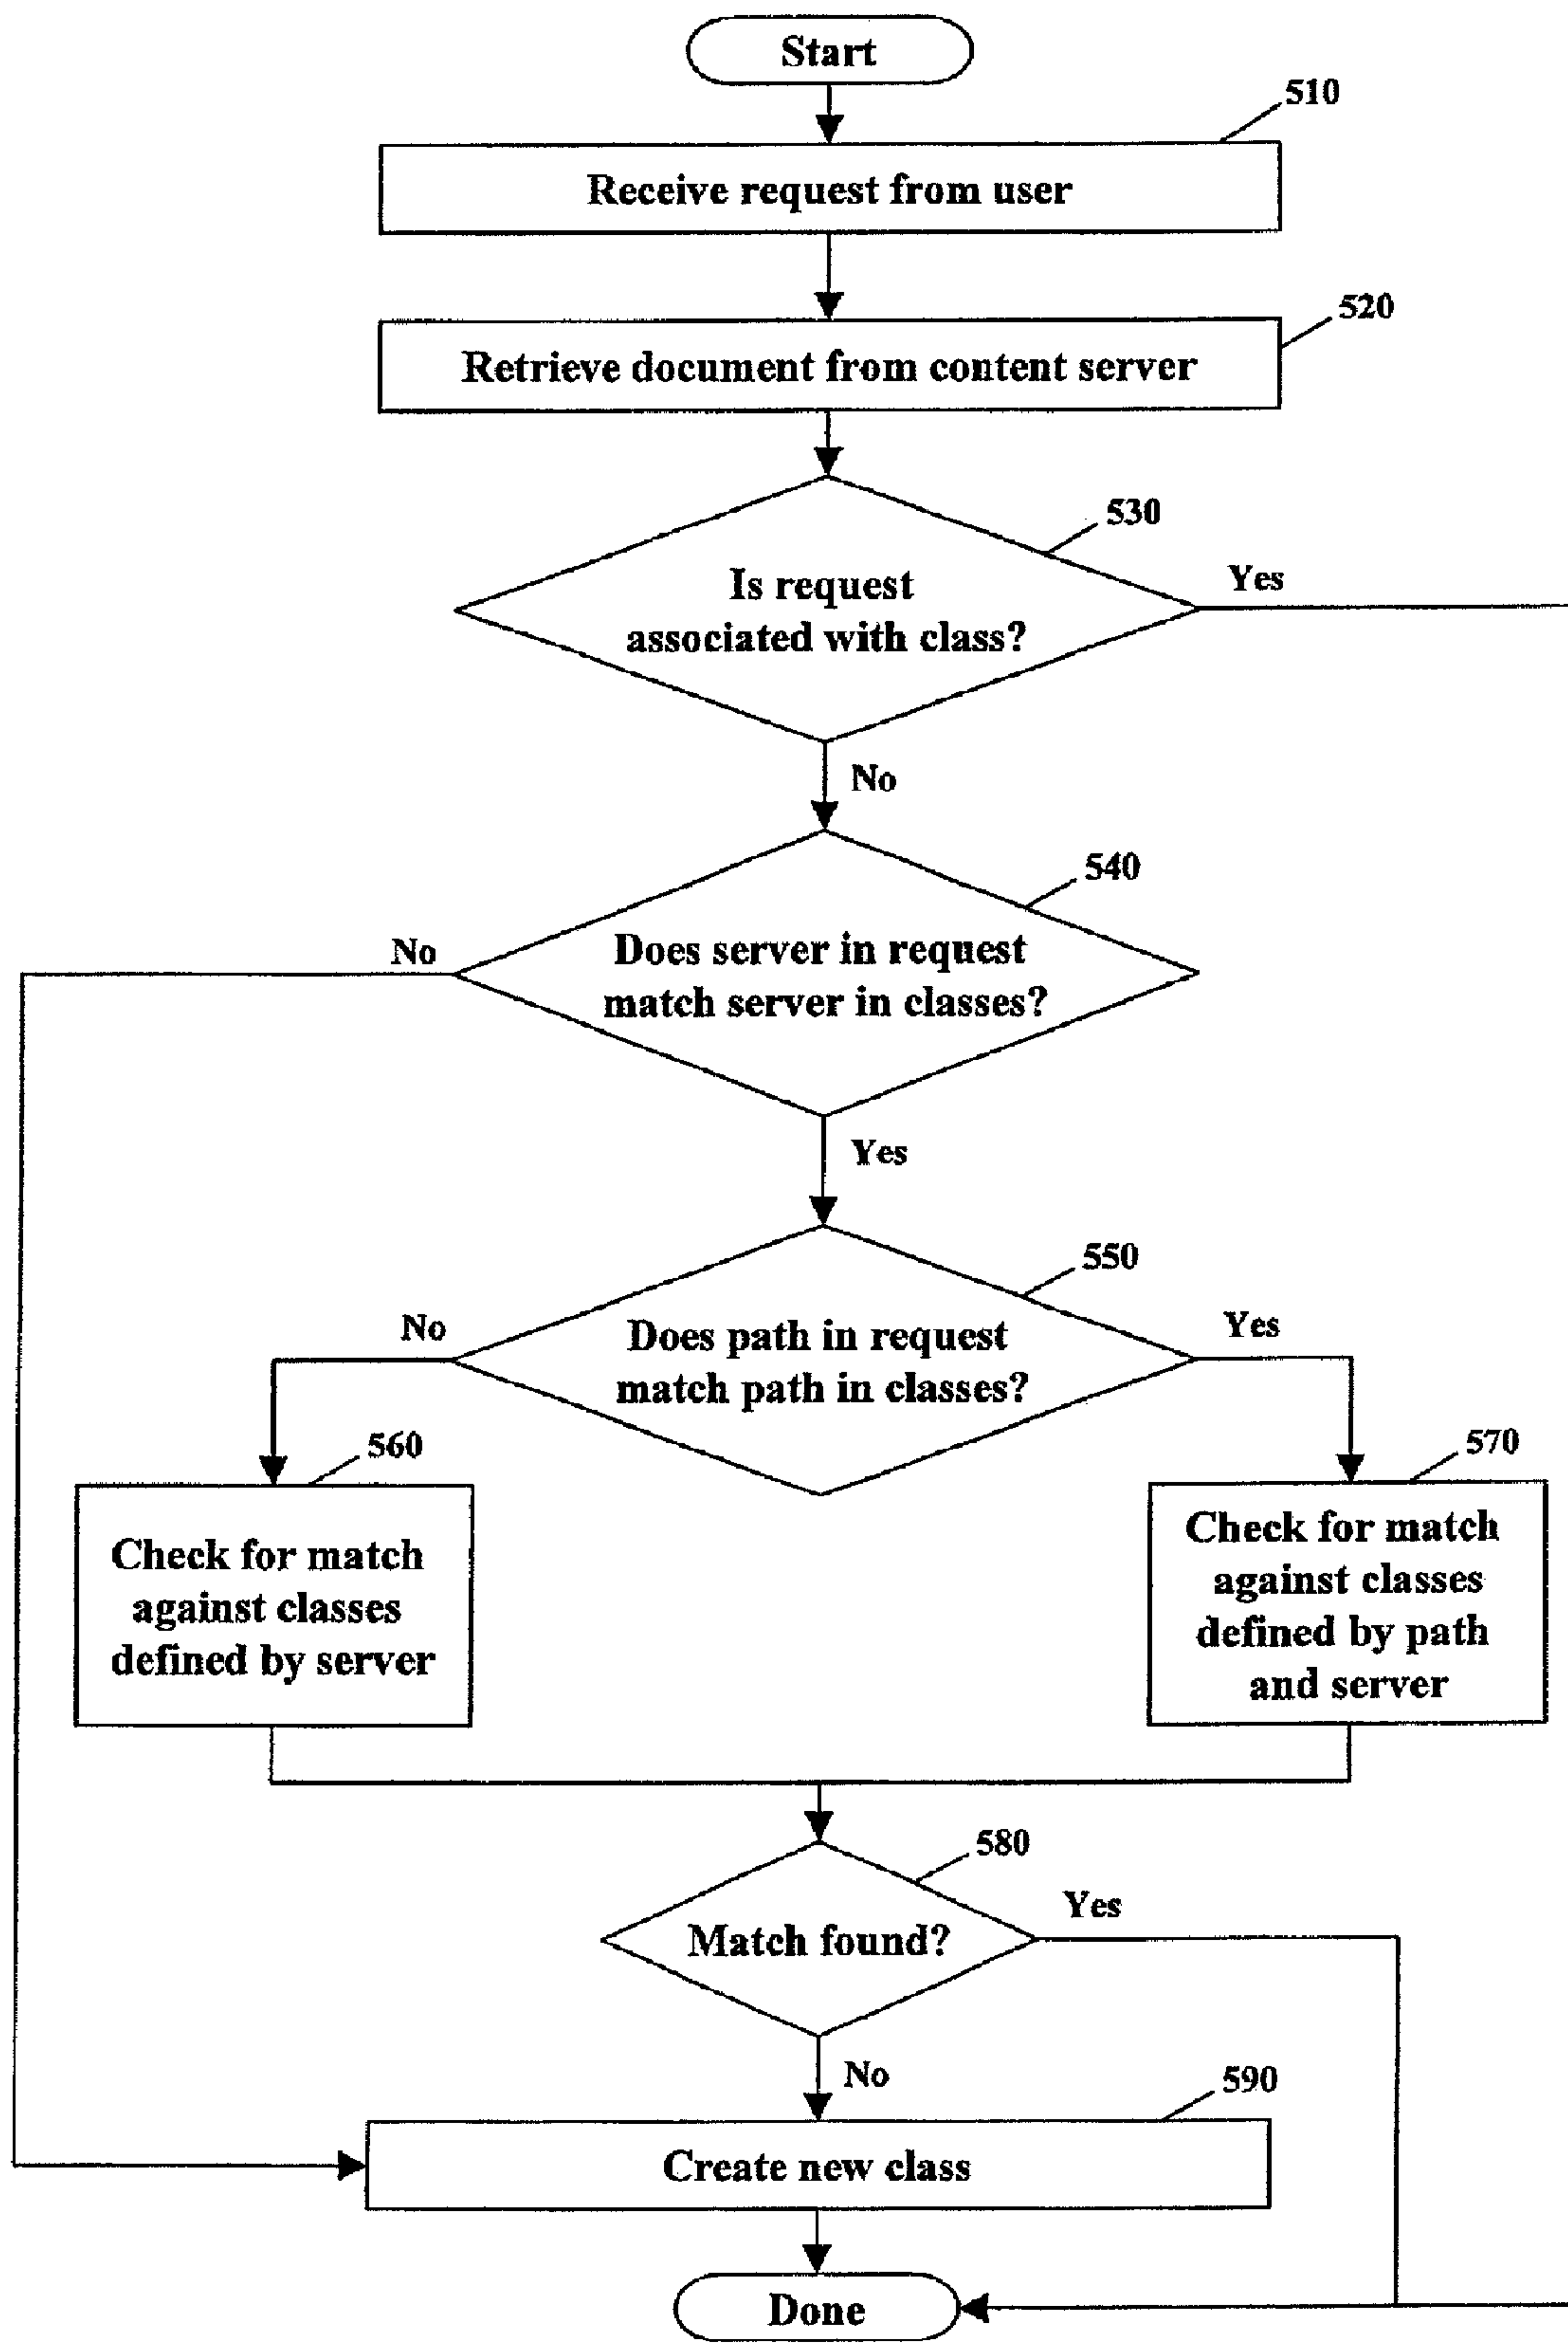 Start
510
Receive request from user
520
Retrieve document from content server
530
Is request
associated with class?
Yes
No
540
Does server in request
match server in classes?
No
Yes
550
Does path in request
match path in classes?
No
Yes
560
Check for match
against classes
defined by server
570
Check for match
against classes
defined by path
and server
580
Match found?
Yes
No
590
Create new class
Done